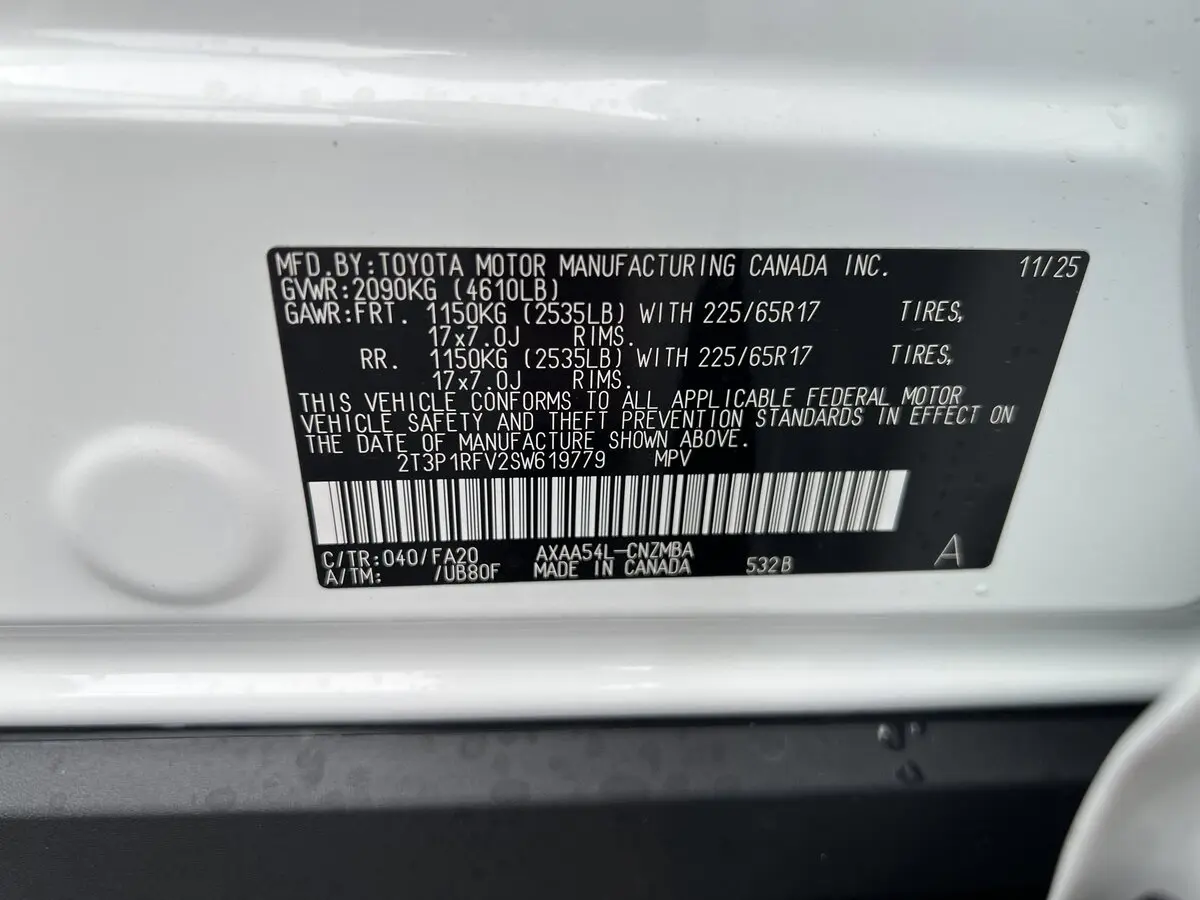 MFD.BY:TOYOTA MOTOR MANUFACTURING CANADA INC. 11/25
GVWR:2090KG (4610LB)
GAWR:FRT. 1150KG (2535LB) WITH 225/65R17 TIRES,
17x7.0J RIMS.
RR. 1150KG (2535LB) WITH 225/65R17 TIRES,
17x7.0J RIMS.
THIS VEHICLE CONFORMS TO ALL APPLICABLE FEDERAL MOTOR
VEHICLE SAFETY AND THEFT PREVENTION STANDARDS IN EFFECT ON
THE DATE OF MANUFACTURE SHOWN ABOVE.
2T3P1RFV2SW619779 MPV
C/TR:040/FA20 AXAA54L-CNZMBA
A/TM: /UB80F MADE IN CANADA 532B A